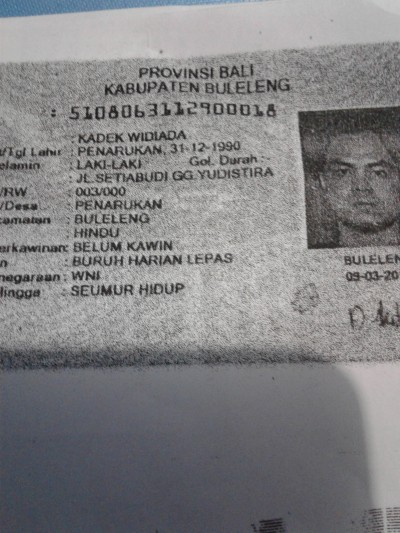 PROVINSI BALI
KABUPATEN BULELENG
: 5108063112900018
: KADEK WIDIADA
/Tgl Lahir : PENARUKAN, 31-12-1990
elamin : LAKI-LAKI Gol. Darah :-
: JL.SETIABUDI GG.YUDISTIRA
/RW : 003/000
/Desa : PENARUKAN
camatan : BULELENG
: HINDU
erkawinan: BELUM KAWIN
n : BURUH HARIAN LEPAS
negaraan: WNI
lingga : SEUMUR HIDUP
BULELEN
09-03-20